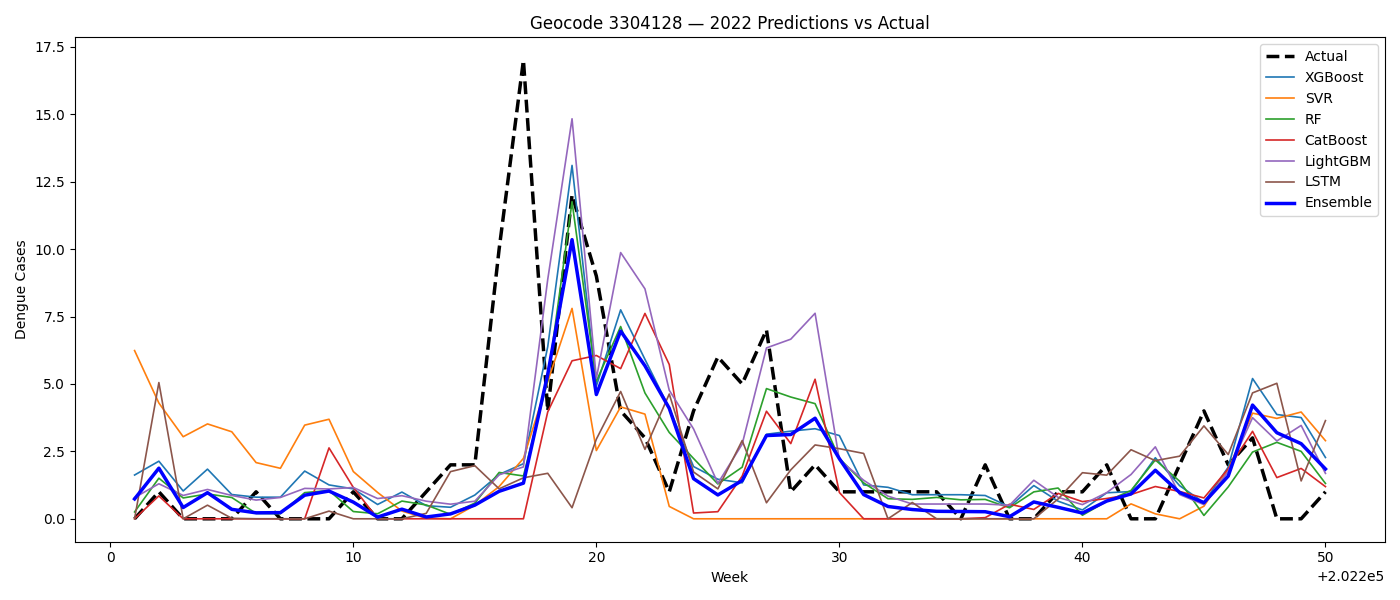 Geocode 3304128 — 2022 Predictions vs Actual
17.5
15.0
12.5
10.0
7.5
5.0
2.5
0.0
Dengue Cases
Actual
XGBoost
SVR
RF
CatBoost
LightGBM
LSTM
Ensemble
0 10 20 30 40 50
Week
+2.022e5